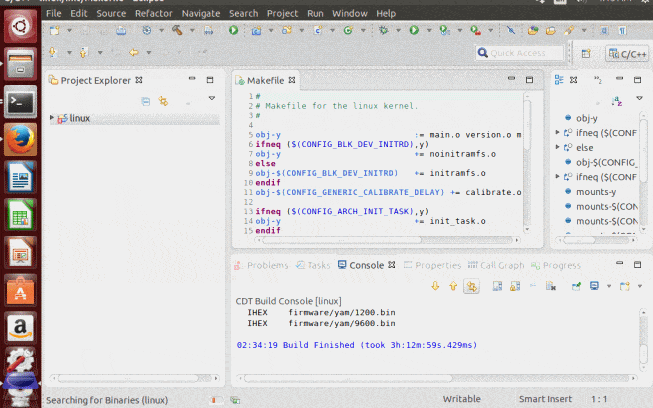 File Edit Source Refactor Navigate Search Project Run Window Help
Quick Access
C/C++
Project Explorer
linux
Makefile
1 #
2 # Makefile for the linux kernel.
3 #
4
5 obj-y := main.o version.o m
6 ifneq ($(CONFIG_BLK_DEV_INITRD),y)
7 obj-y += noinitramfs.o
8 else
9 obj-$(CONFIG_BLK_DEV_INITRD) += initramfs.o
10 endif
11 obj-$(CONFIG_GENERIC_CALIBRATE_DELAY) += calibrate.o
12
13 ifneq ($(CONFIG_ARCH_INIT_TASK),y)
14 obj-y += init_task.o
15 endif
obj-y
ifneq ($(CONF
else
obj-$(CONFIG_
ifneq ($(CONF
mounts-y
mounts-$(CON
mounts-$(CON
mounts-$(CON
Problems Tasks Console Properties Call Graph Progress
CDT Build Console [linux]
IHEX firmware/yam/1200.bin
IHEX firmware/yam/9600.bin
02:34:19 Build Finished (took 3h:12m:59s.429ms)
Searching for Binaries (linux)
Writable
Smart Insert
1 : 1